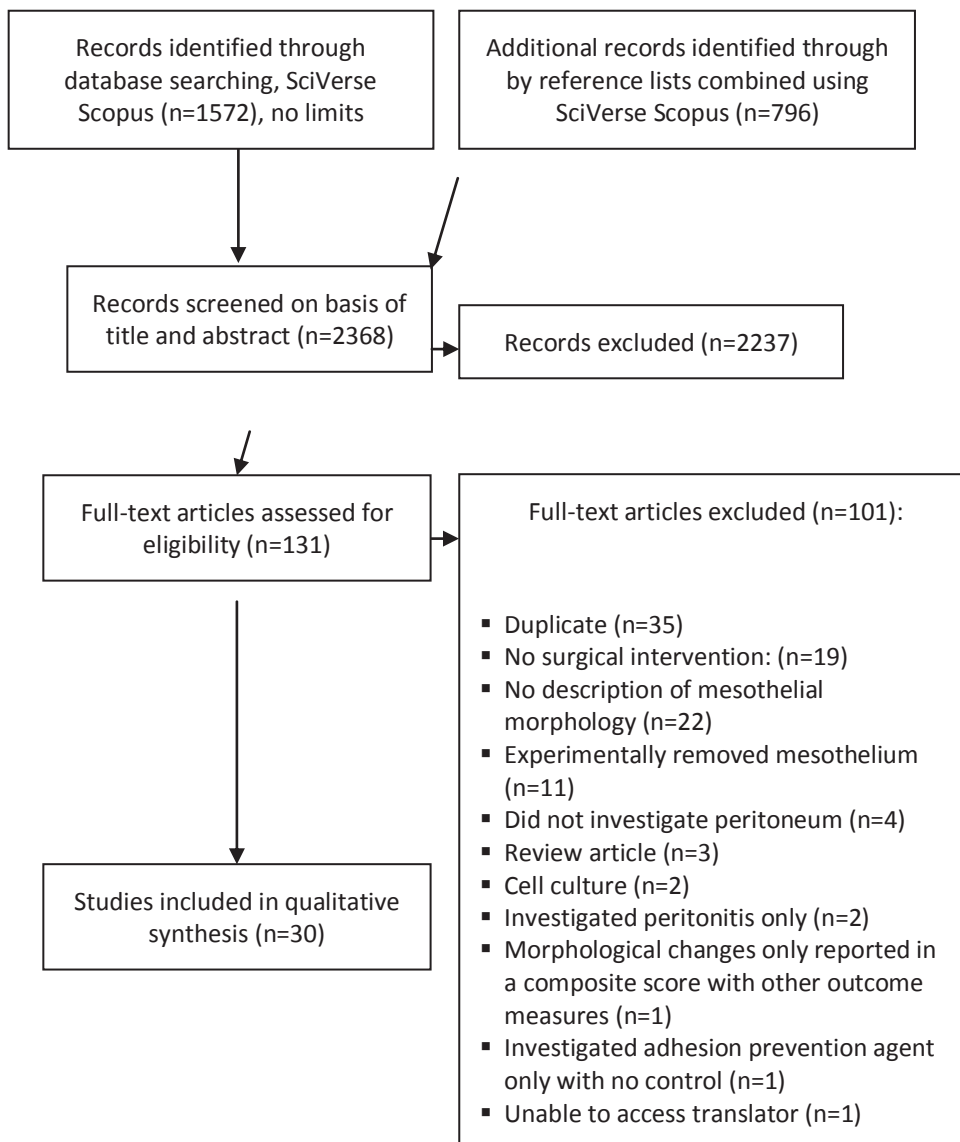 Records identified through
database searching, SciVerse
Scopus (n=1572), no limits
Additional records identified through
by reference lists combined using
SciVerse Scopus (n=796)
Records screened on basis of
title and abstract (n=2368)
Records excluded (n=2237)
Full-text articles assessed for
eligibility (n=131)
Full-text articles excluded (n=101):
▪ Duplicate (n=35)
▪ No surgical intervention: (n=19)
▪ No description of mesothelial
morphology (n=22)
▪ Experimentally removed mesothelium
(n=11)
▪ Did not investigate peritoneum (n=4)
▪ Review article (n=3)
▪ Cell culture (n=2)
▪ Investigated peritonitis only (n=2)
▪ Morphological changes only reported in
a composite score with other outcome
measures (n=1)
▪ Investigated adhesion prevention agent
only with no control (n=1)
▪ Unable to access translator (n=1)
Studies included in qualitative
synthesis (n=30)